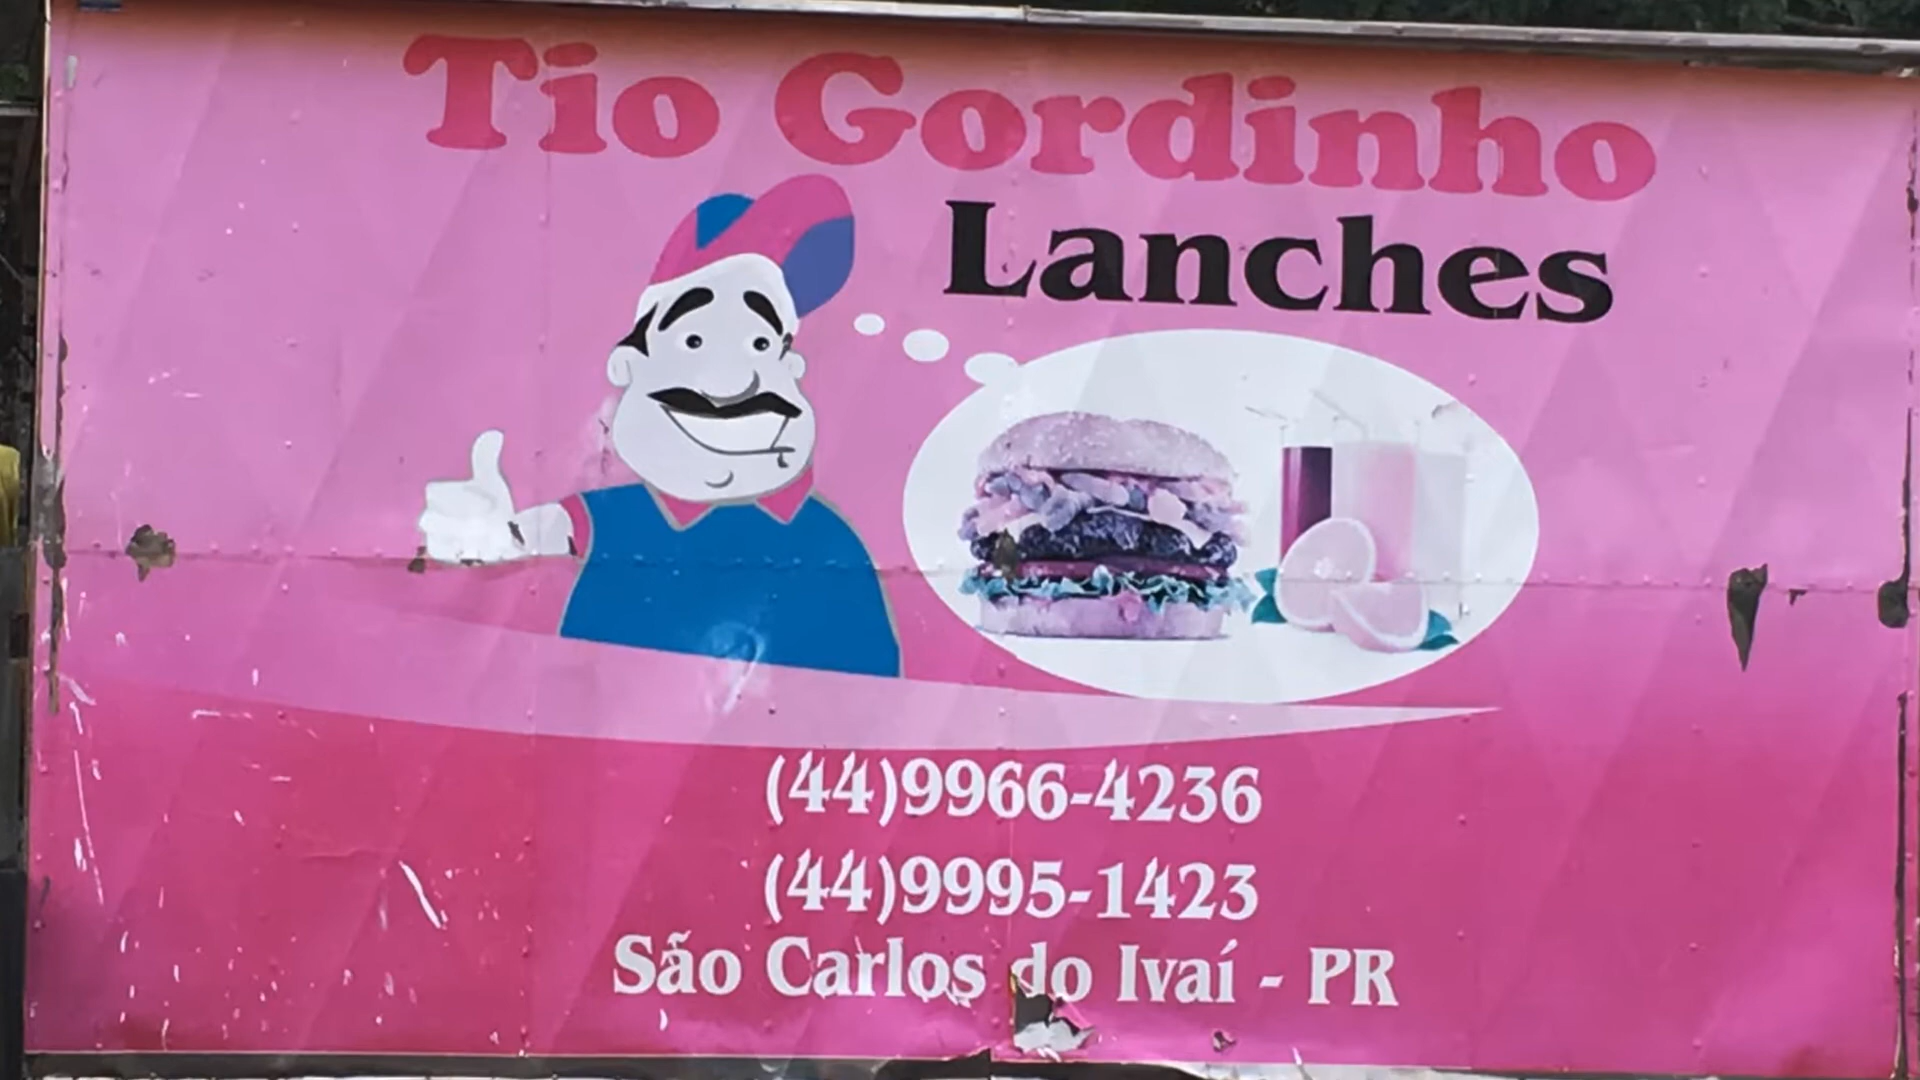 Tio Gordinho
Lanches
(44)9966-4236
(44)9995-1423
São Carlos do Ivaí - PR